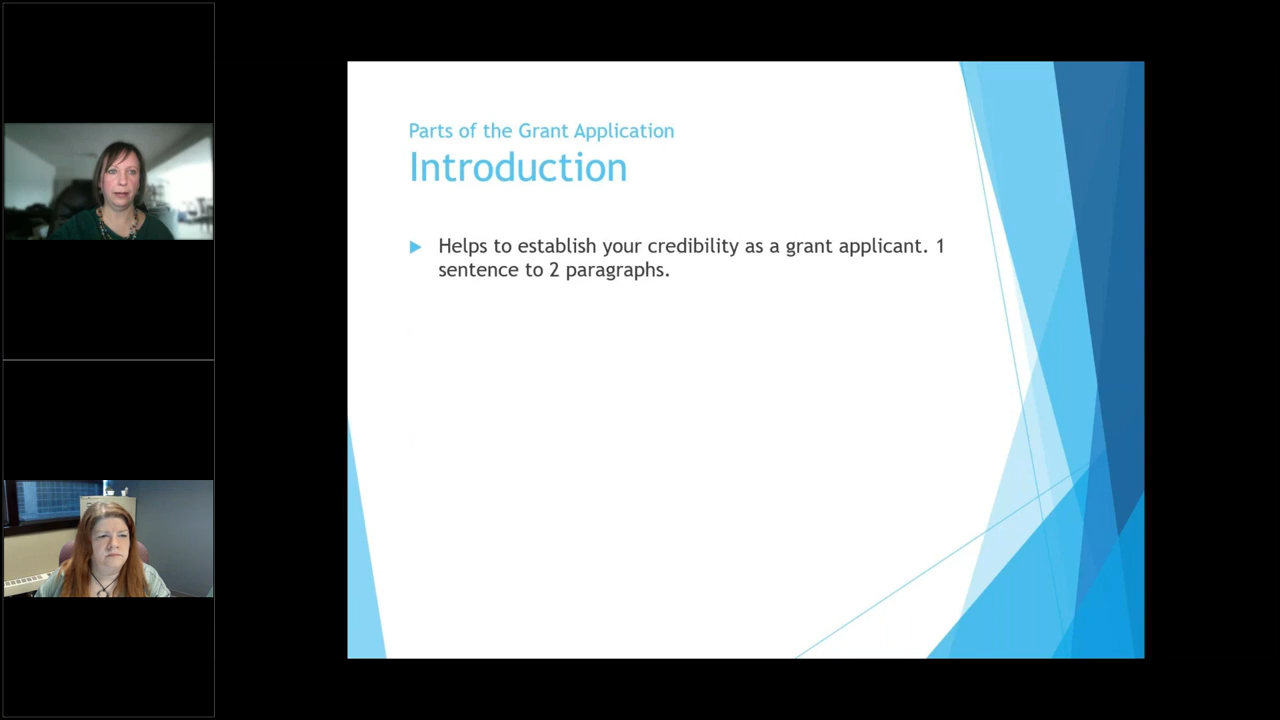 Parts of the Grant Application
Introduction
Helps to establish your credibility as a grant applicant. 1
sentence to 2 paragraphs.